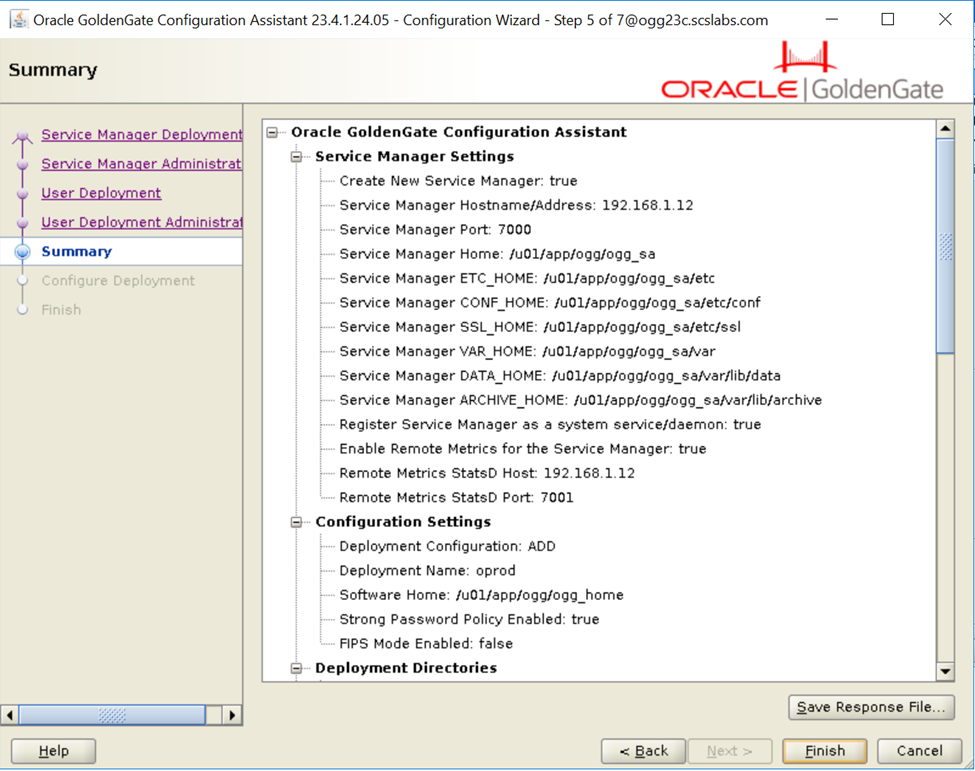 Oracle GoldenGate Configuration Assistant 23.4.1.24.05 - Configuration Wizard - Step 5 of 7@ogg23c.scslabs.com
Summary
ORACLE GoldenGate
Service Manager Deployment
Service Manager Administrat
User Deployment
User Deployment Administrat
Summary
Configure Deployment
Finish
Oracle GoldenGate Configuration Assistant
Service Manager Settings
Create New Service Manager: true
Service Manager Hostname/Address: 192.168.1.12
Service Manager Port: 7000
Service Manager Home: /u01/app/ogg/ogg_sa
Service Manager ETC_HOME: /u01/app/ogg/ogg_sa/etc
Service Manager CONF_HOME: /u01/app/ogg/ogg_sa/etc/conf
Service Manager SSL_HOME: /u01/app/ogg/ogg_sa/etc/ssl
Service Manager VAR_HOME: /u01/app/ogg/ogg_sa/var
Service Manager DATA_HOME: /u01/app/ogg/ogg_sa/var/lib/data
Service Manager ARCHIVE_HOME: /u01/app/ogg/ogg_sa/var/lib/archive
Register Service Manager as a system service/daemon: true
Enable Remote Metrics for the Service Manager: true
Remote Metrics StatsD Host: 192.168.1.12
Remote Metrics StatsD Port: 7001
Configuration Settings
Deployment Configuration: ADD
Deployment Name: oprod
Software Home: /u01/app/ogg/ogg_home
Strong Password Policy Enabled: true
FIPS Mode Enabled: false
Deployment Directories
Save Response File...
Help
< Back
Next >
Finish
Cancel